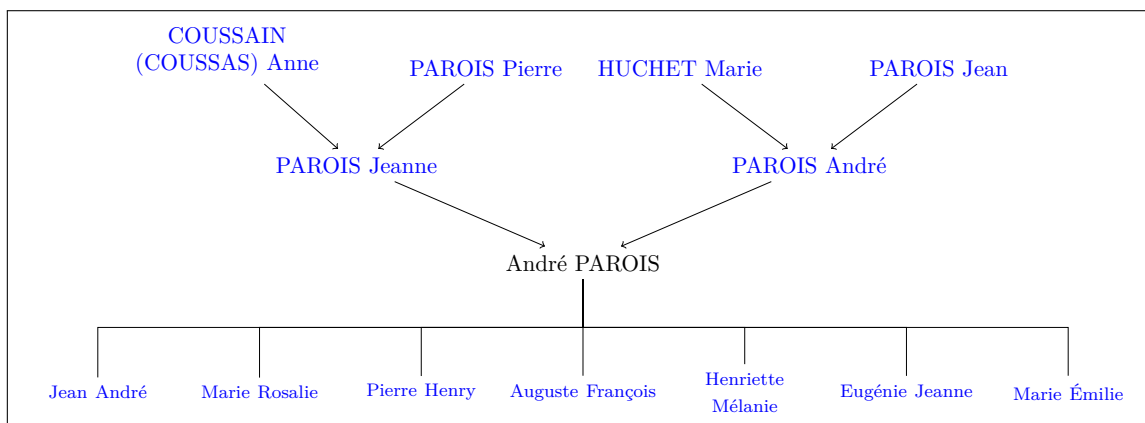 COUSSAIN
(COUSSAS) Anne
PAROIS Pierre
HUCHET Marie
PAROIS Jean
PAROIS Jeanne
PAROIS André
André PAROIS
Jean André
Marie Rosalie
Pierre Henry
Auguste François
Henriette
Mélanie
Eugénie Jeanne
Marie Émilie